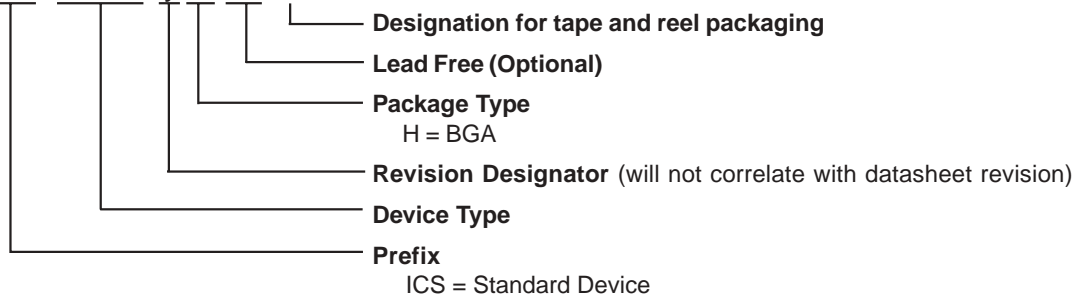 Designation for tape and reel packaging
Lead Free (Optional)
Package Type
H = BGA
Revision Designator (will not correlate with datasheet revision)
Device Type
Prefix
ICS = Standard Device